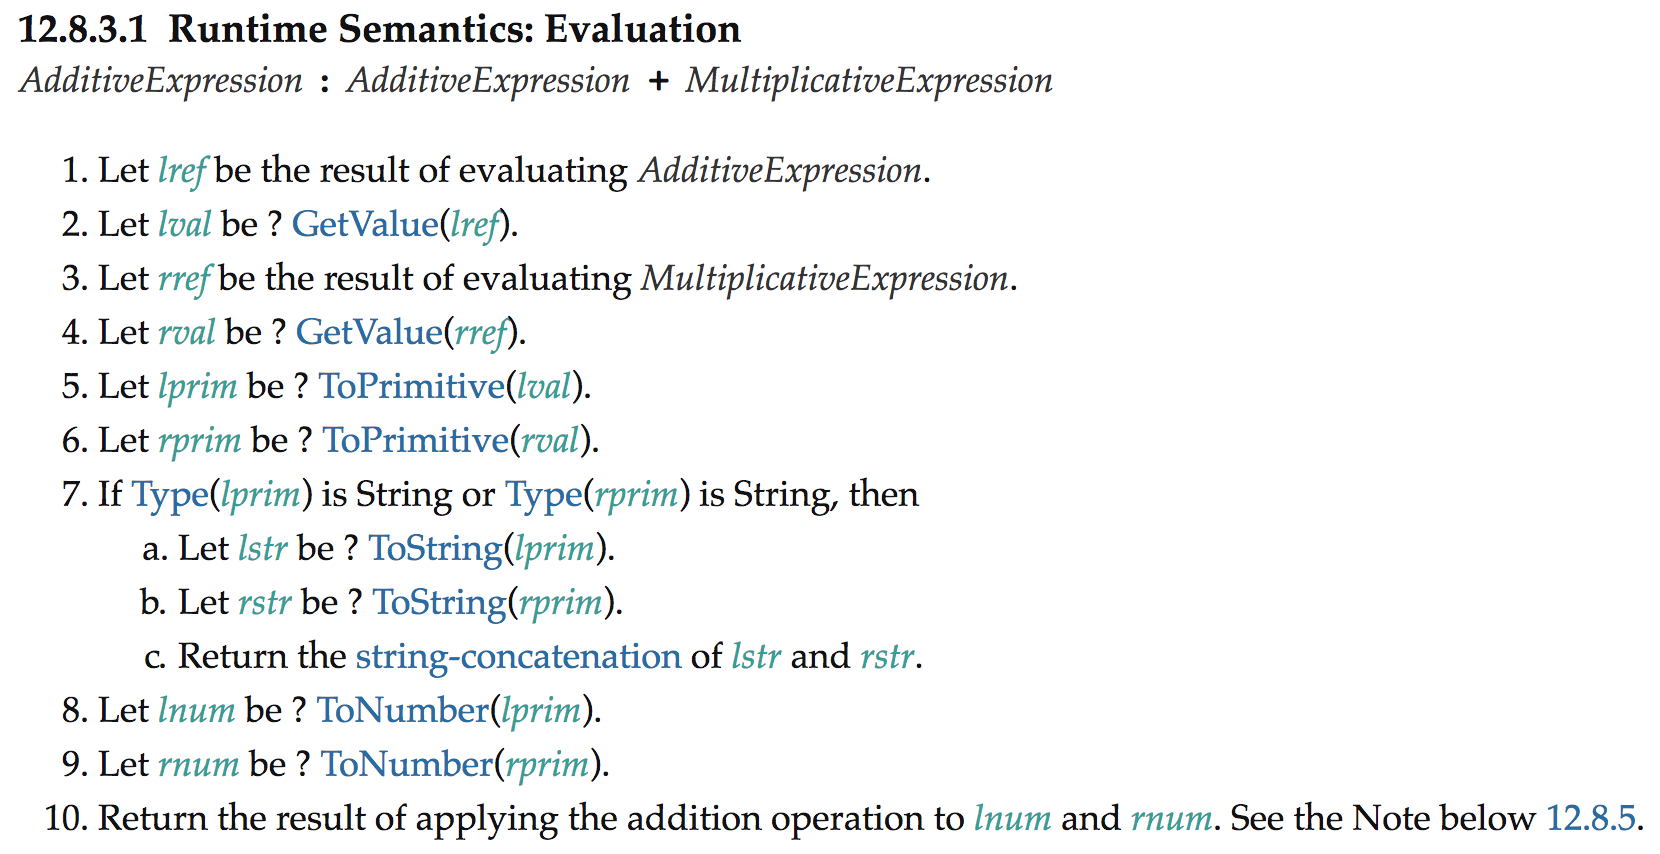 12.8.3.1 Runtime Semantics: Evaluation
AdditiveExpression : AdditiveExpression + MultiplicativeExpression
1. Let lref be the result of evaluating AdditiveExpression.
2. Let lval be ? GetValue(lref).
3. Let rref be the result of evaluating MultiplicativeExpression.
4. Let rval be ? GetValue(rref).
5. Let lprim be ? ToPrimitive(lval).
6. Let rprim be ? ToPrimitive(rval).
7. If Type(lprim) is String or Type(rprim) is String, then
a. Let lstr be ? ToString(lprim).
b. Let rstr be ? ToString(rprim).
c. Return the string-concatenation of lstr and rstr.
8. Let lnum be ? ToNumber(lprim).
9. Let rnum be ? ToNumber(rprim).
10. Return the result of applying the addition operation to lnum and rnum. See the Note below 12.8.5.